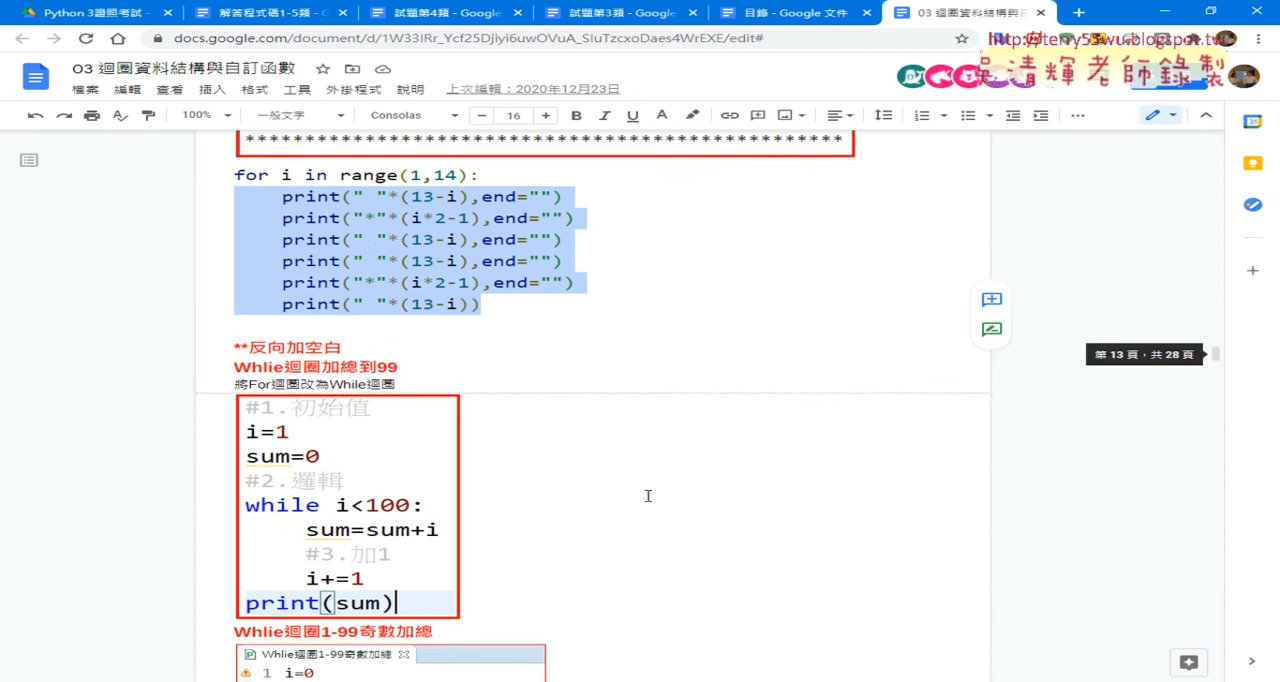 Python 3證照考試 -
解答程式碼1-5類 - G
試題第4類 - Google
試題第3類 - Google
目錄 - Google 文件
03 迴圈資料結構與自
docs.google.com/document/d/1W33lRr_Ycf25Djiyi6uwOVuA_SIuTzcxoDaes4WrEXE/edit#
http://terry55wu.blogspot.tw
吳清輝老師錄製
03 迴圈資料結構與自訂函數
檔案 編輯 查看 插入 格式 工具 外掛程式 說明 上次編輯：2020年12月23日
100% 一般文字 Consolas − 16 + B I U A
31
*************************************************
for i in range(1,14):
print(" "*(13-i),end="")
print("*"*(i*2-1),end="")
print(" "*(13-i),end="")
print(" "*(13-i),end="")
print("*"*(i*2-1),end="")
print(" "*(13-i))
**反向加空白
第 13 頁，共 28 頁
Whlie迴圈加總到99
將For迴圈改為While迴圈
#1.初始值
i=1
sum=0
#2.邏輯
while i<100:
sum=sum+i
#3.加1
i+=1
print(sum)
Whlie迴圈1-99奇數加總
Whlie迴圈1-99奇數加總
1 i=0